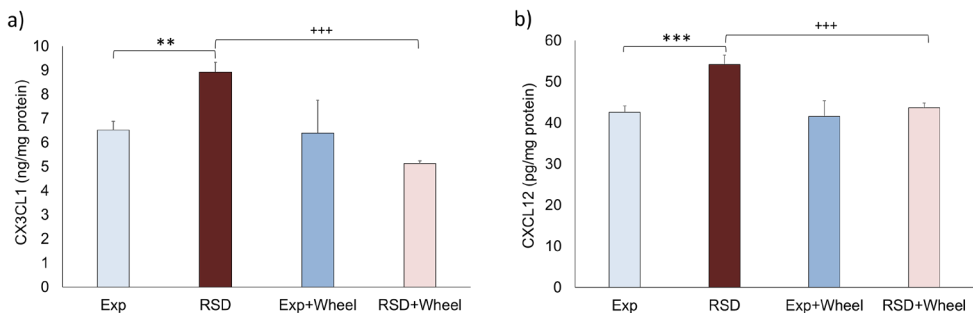 a)
CX3CL1 (ng/mg protein)
10
9
8
7
6
5
4
3
2
1
0
**
+++
Exp
RSD
Exp+Wheel
RSD+Wheel
b)
CXCL12 (pg/mg protein)
60
50
40
30
20
10
0
***
+++
Exp
RSD
Exp+Wheel
RSD+Wheel